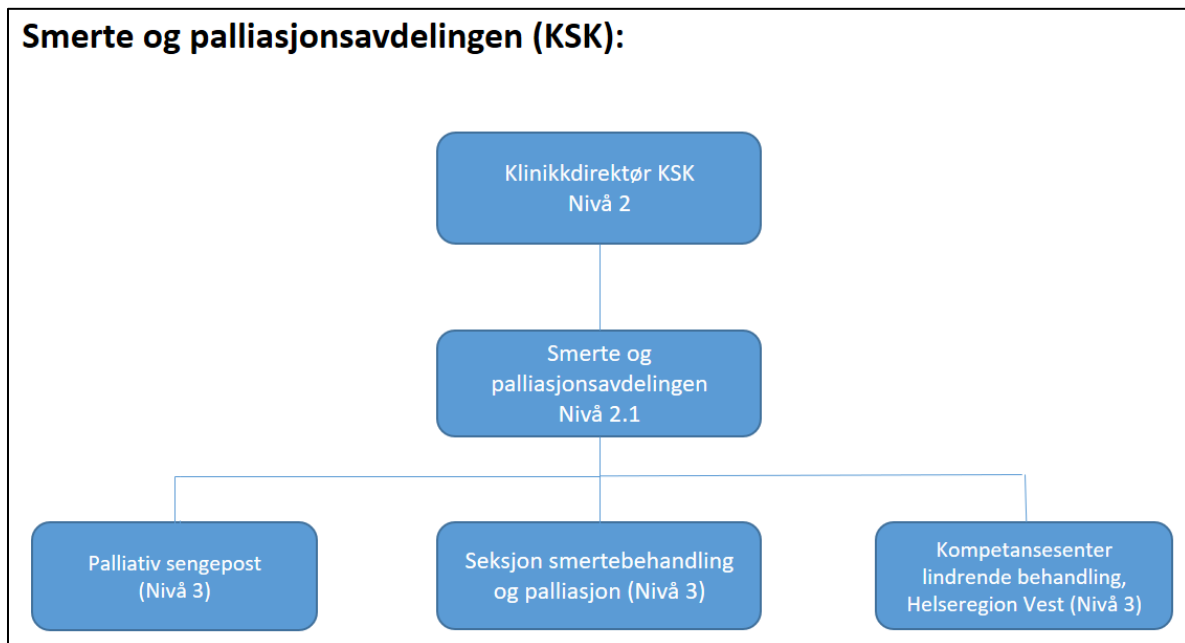 Smerte og palliasjonsavdelingen (KSK):
Klinikkdirektør KSK
Nivå 2
Smerte og
palliasjonsavdelingen
Nivå 2.1
Palliativ sengepost
(Nivå 3)
Seksjon smertebehandling
og palliasjon (Nivå 3)
Kompetansesenter
lindrende behandling,
Helseregion Vest (Nivå 3)